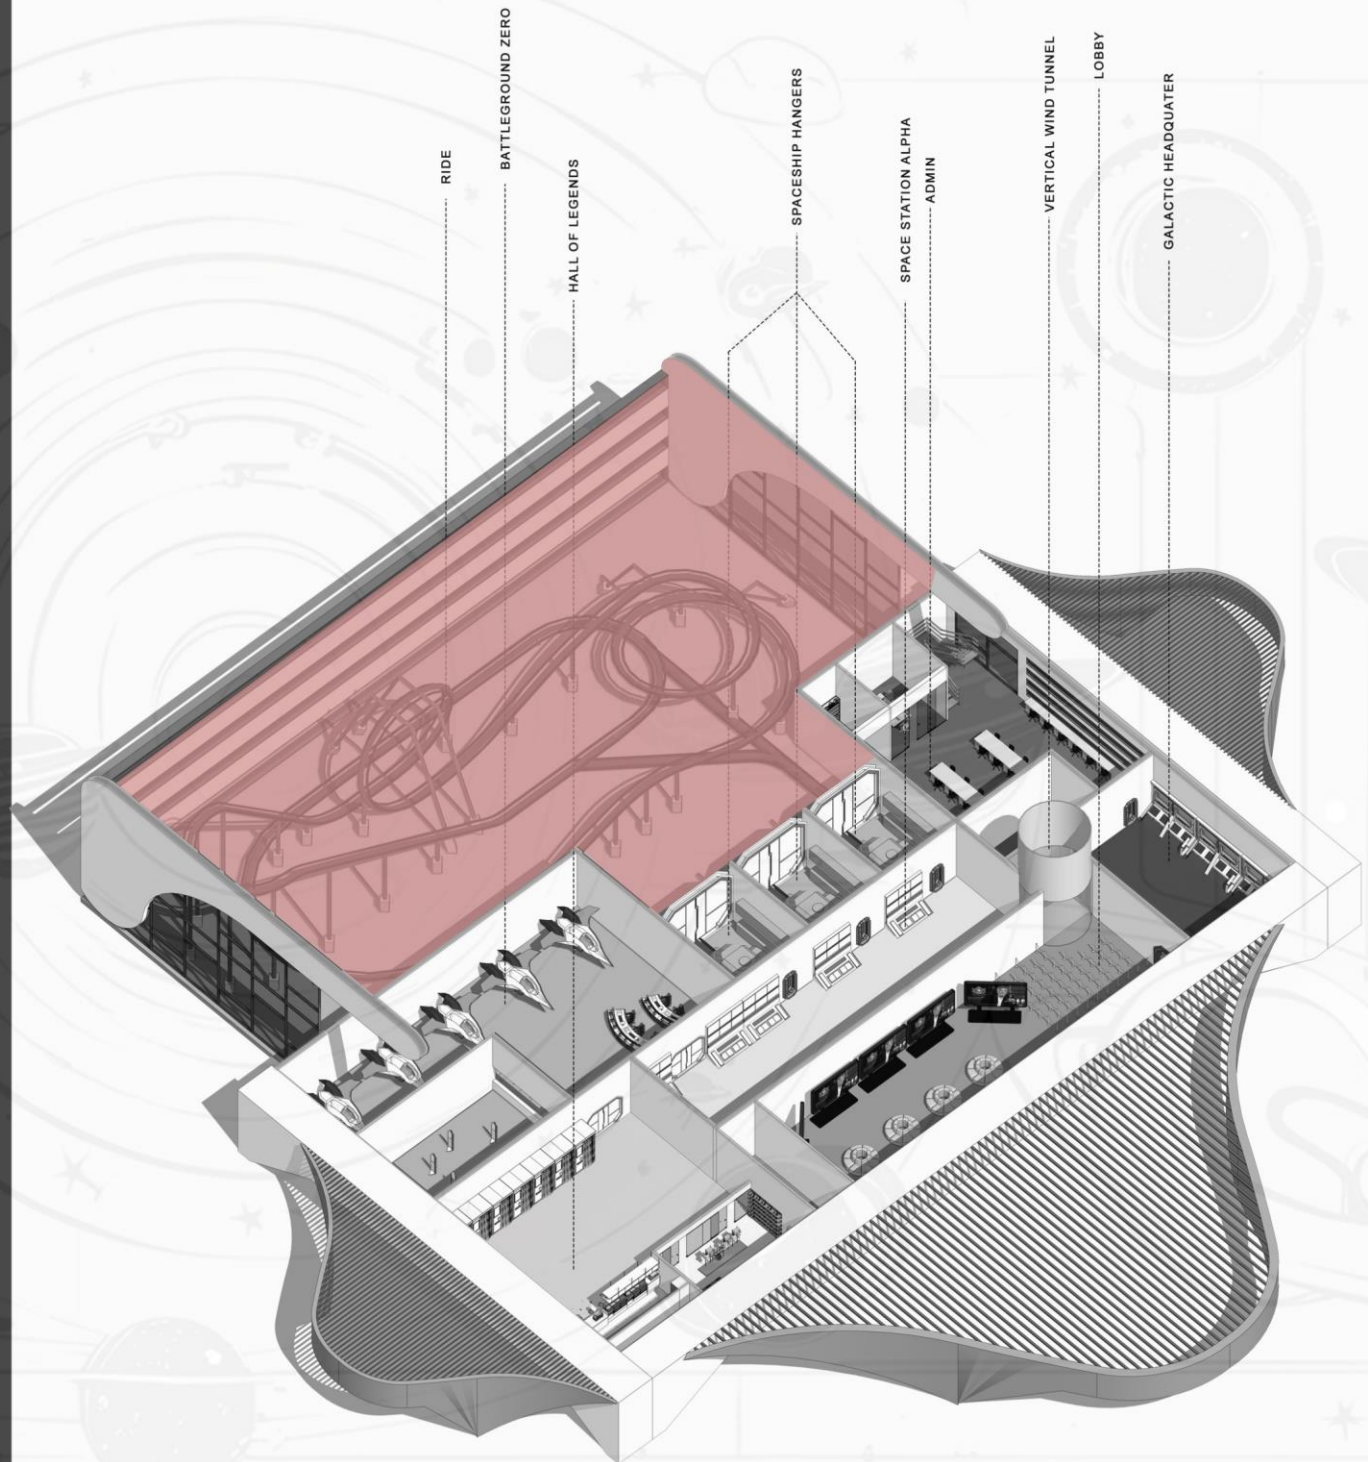 RIDE
BATTLEGROUND ZERO
HALL OF LEGENDS
SPACESHIP HANGERS
SPACE STATION ALPHA
ADMIN
VERTICAL WIND TUNNEL
LOBBY
GALACTIC HEADQUATER